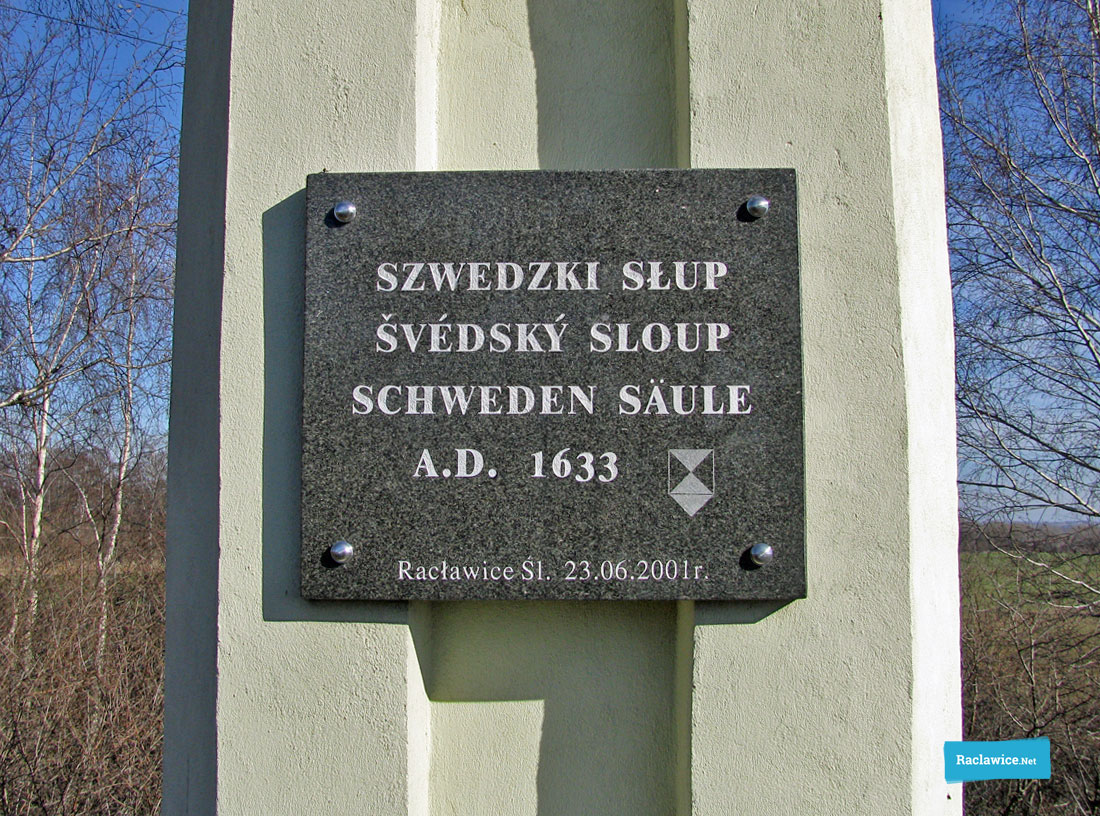 SZWEDZKI SŁUP
ŠVÉDSKÝ SLOUP
SCHWEDEN SÄULE
A.D. 1633
Racławice Śl. 23.06.2001r.
Raclawice.Net